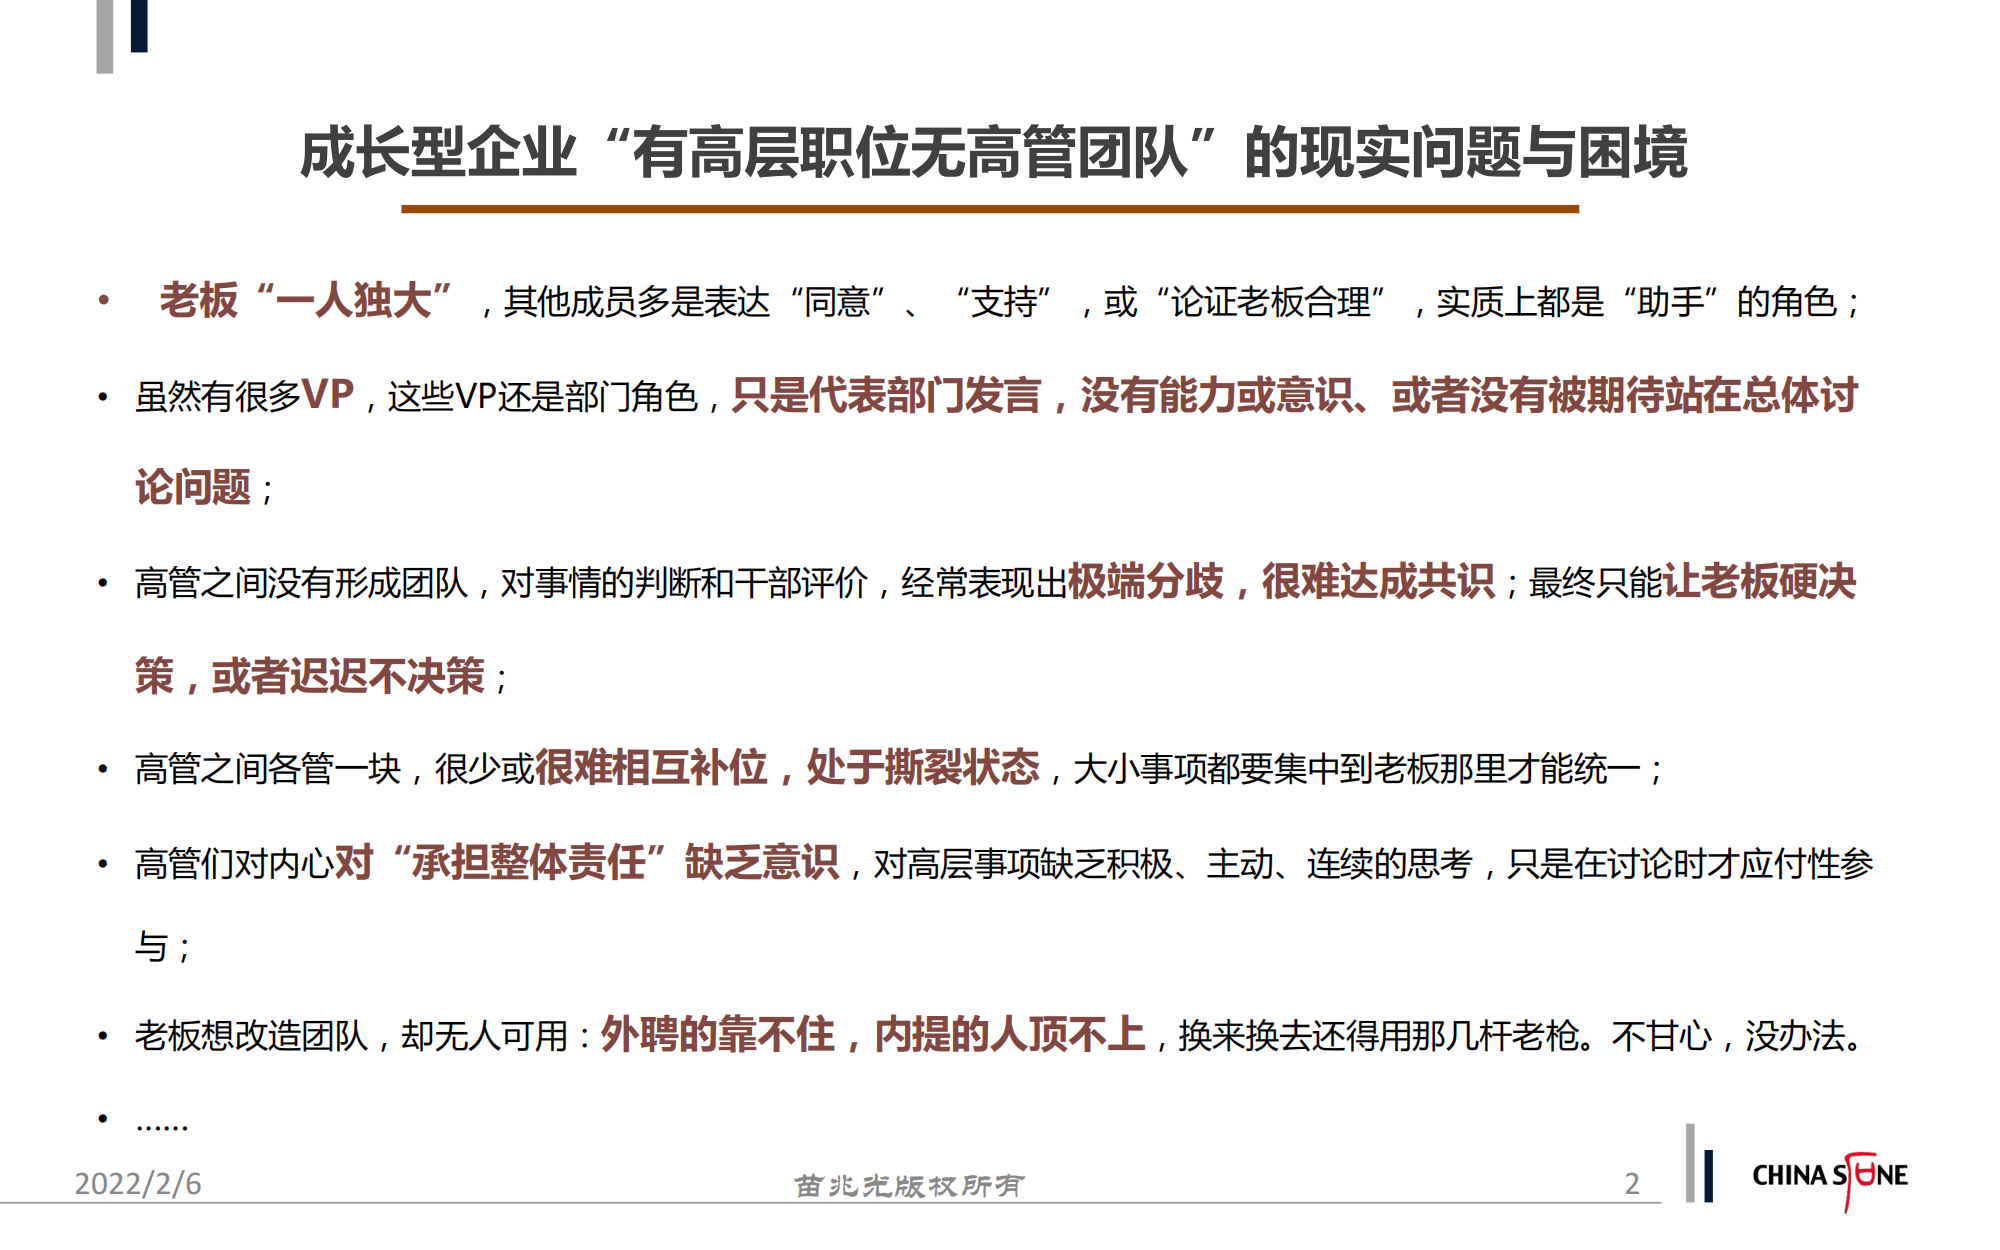 成长型企业“有高层职位无高管团队”的现实问题与困境
• 老板“一人独大”，其他成员多是表达“同意”、“支持”，或“论证老板合理”，实质上都是“助手”的角色；
• 虽然有很多VP，这些VP还是部门角色，只是代表部门发言，没有能力或意识、或者没有被期待站在总体讨
论问题；
• 高管之间没有形成团队，对事情的判断和干部评价，经常表现出极端分歧，很难达成共识；最终只能让老板硬决
策，或者迟迟不决策；
• 高管之间各管一块，很少或很难相互补位，处于撕裂状态，大小事项都要集中到老板那里才能统一；
• 高管们对内心对“承担整体责任”缺乏意识，对高层事项缺乏积极、主动、连续的思考，只是在讨论时才应付性参
与；
• 老板想改造团队，却无人可用：外聘的靠不住，内提的人顶不上，换来换去还得用那几杆老枪。不甘心，没办法。
• ……
2022/2/6
苗兆光版权所有
2
CHINA STONE